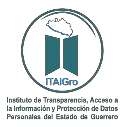 ITAIGro
Instituto de Transparencia, Acceso a
la Información y Protección de Datos
Personales del Estado de Guerrero